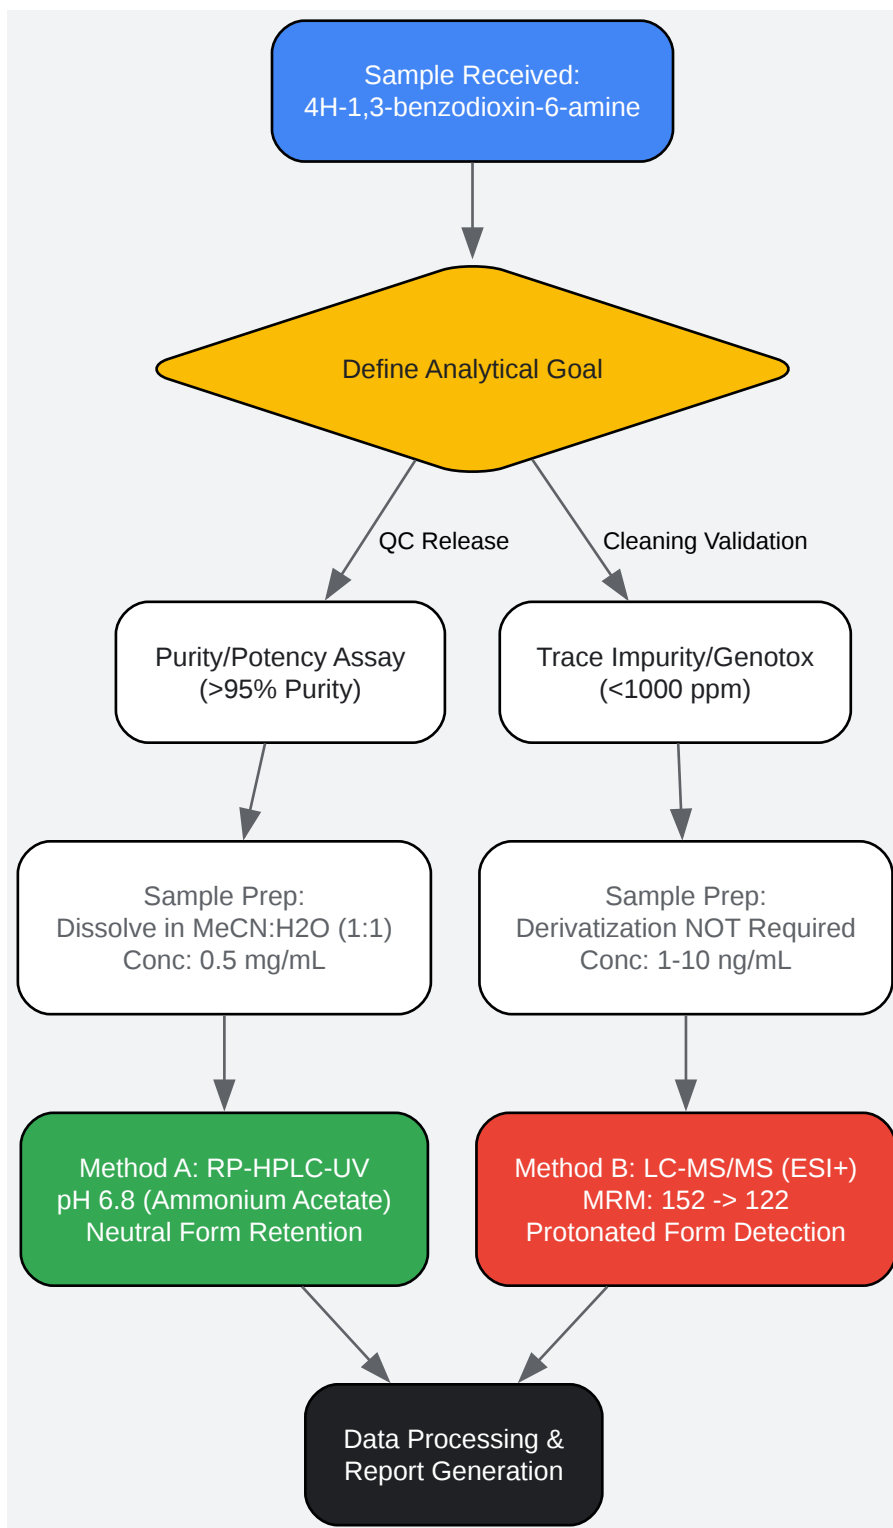 Sample Received:
4H-1,3-benzodioxin-6-amine
Define Analytical Goal
QC Release
Cleaning Validation
Purity/Potency Assay
(>95% Purity)
Trace Impurity/Genotox
(<1000 ppm)
Sample Prep:
Dissolve in MeCN:H2O (1:1)
Conc: 0.5 mg/mL
Sample Prep:
Derivatization NOT Required
Conc: 1-10 ng/mL
Method A: RP-HPLC-UV
pH 6.8 (Ammonium Acetate)
Neutral Form Retention
Method B: LC-MS/MS (ESI+)
MRM: 152 -> 122
Protonated Form Detection
Data Processing &
Report Generation